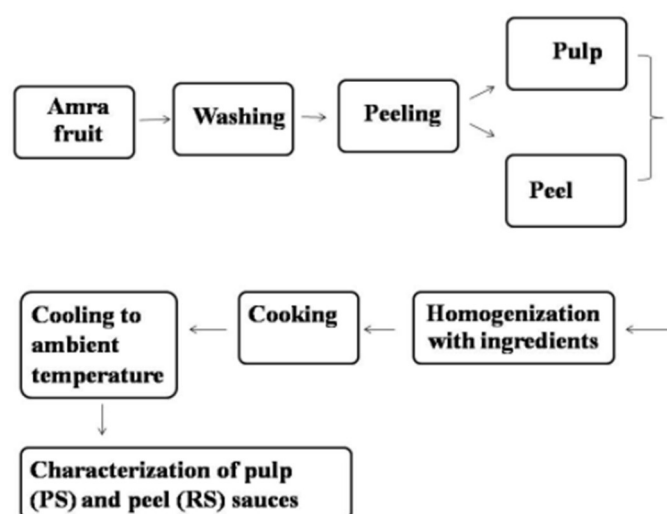 Amra
fruit
Washing
Peeling
Pulp
Peel
Homogenization
with ingredients
Cooking
Cooling to
ambient
temperature
Characterization of pulp
(PS) and peel (RS) sauces